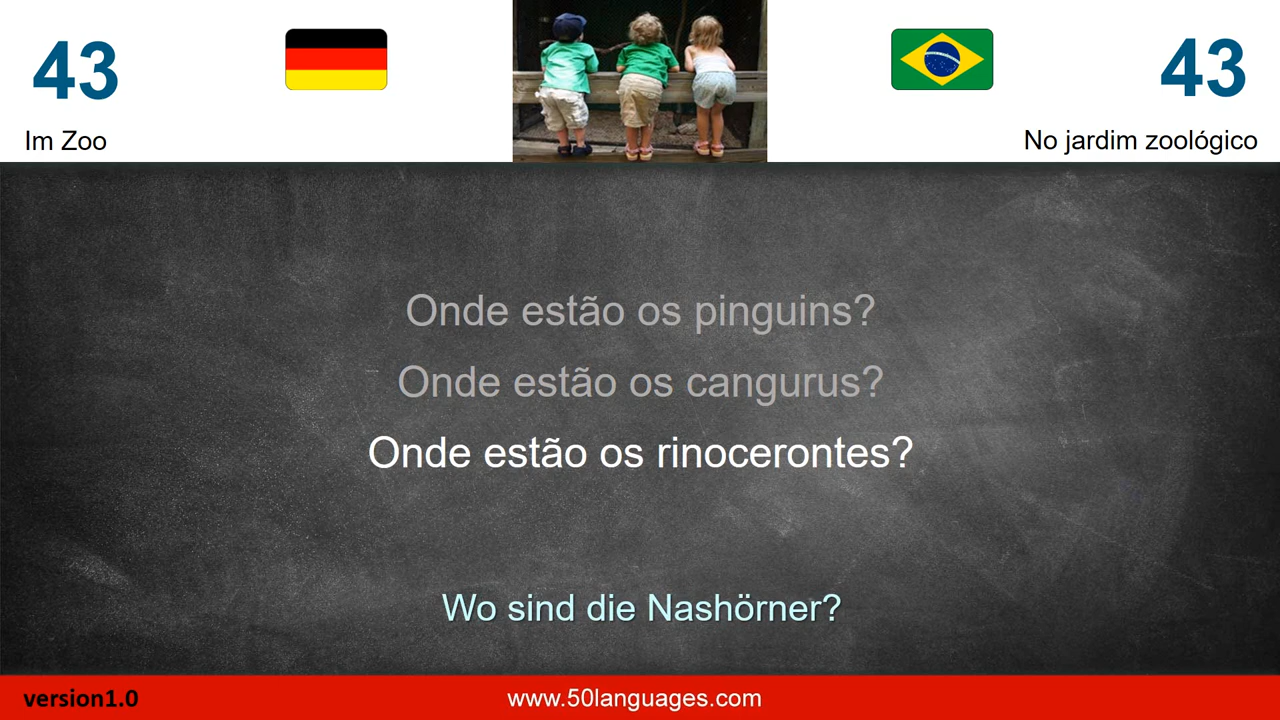 43
43
Im Zoo
No jardim zoológico
Onde estão os pinguins?
Onde estão os cangurus?
Onde estão os rinocerontes?
Wo sind die Nashörner?
version1.0
www.50languages.com